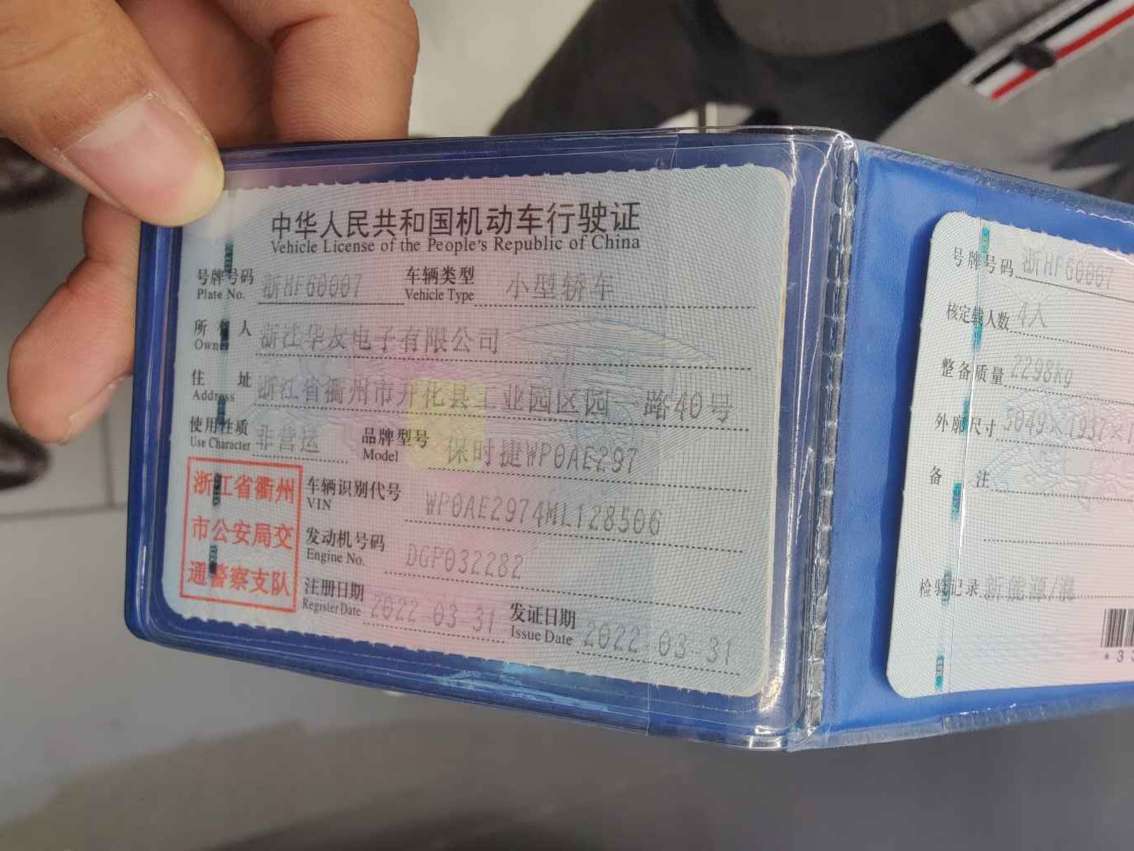 中华人民共和国机动车行驶证
Vehicle License of the People's Republic of China
号牌号码 浙HF60007 车辆类型 小型轿车
Plate No. Vehicle Type
所有人 浙江华友电子有限公司
Owner
住址 浙江省衢州市开化县工业园区园一路40号
Address
使用性质 非营运 品牌型号 保时捷WP0AE297
Use Character Model
浙江省衢州
市公安局交
通警察支队
车辆识别代号 WP0AE2974ML128506
VIN
发动机号码 DGP032282
Engine No.
注册日期 2022-03-31 发证日期 2022-03-31
Register Date Issue Date
号牌号码 浙HF60007
核定载人数 4人
整备质量 2298kg
外廓尺寸 5049×1937×1
备注
检验记录 新能源/混
*33